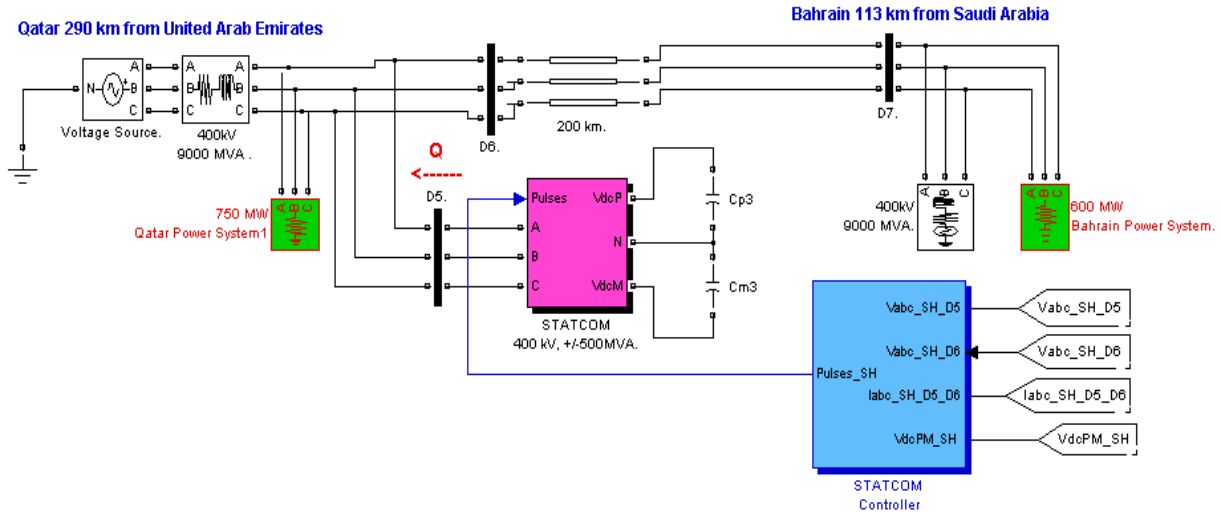 Qatar 290 km from United Arab Emirates
Bahrain 113 km from Saudi Arabia
N
A
B
C
A
B
C
A
B
C
Voltage Source.
400kV
9000 MVA .
D6.
200 km.
D7.
Q
D5.
A
B
C
750 MW
Qatar Power System1
Pulses
VdcP
A
N
B
C
VdcM
Cp3
Cm3
STATCOM
400 kV, +/-500MVA.
A
B
C
400kV
9000 MVA.
A
B
C
600 MW
Bahrain Power System.
Vabc_SH_D5
Vabc_SH_D5
Vabc_SH_D6
Vabc_SH_D6
Pulses_SH
Iabc_SH_D5_D6
Iabc_SH_D5_D6
VdcPM_SH
VdcPM_SH
STATCOM
Controller